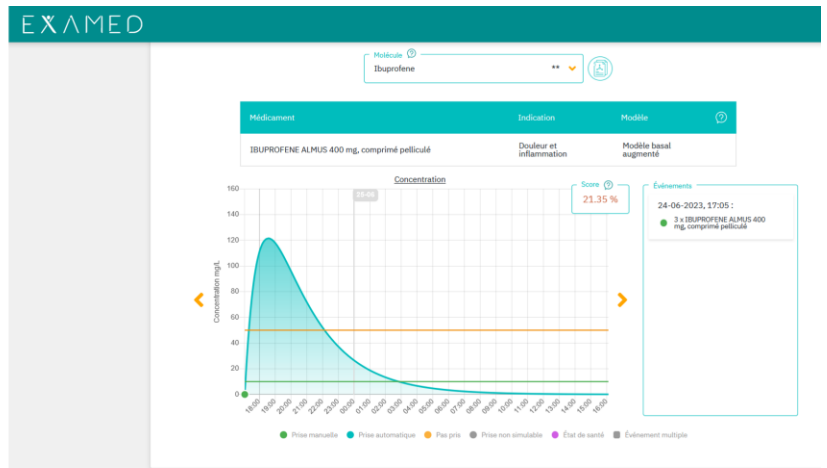 EXAMED
Molécule
Ibuprofene **
Médicament Indication Modèle
IBUPROFENE ALMUS 400 mg, comprimé pelliculé Douleur et inflammation Modèle basal augmenté
Concentration
Score
21.35 %
Événements
24-06-2023, 17:05 :
3 x IBUPROFENE ALMUS 400
mg, comprimé pelliculé
Concentration mg/L
160
140
120
100
80
60
40
20
0
18:00 19:00 20:00 21:00 22:00 23:00 00:00 01:00 02:00 03:00 04:00 05:00 06:00 07:00 08:00 09:00 10:00 11:00 12:00 13:00 14:00 15:00 16:00
Prise manuelle Prise automatique Pas pris Prise non simulable État de santé Événement multiple